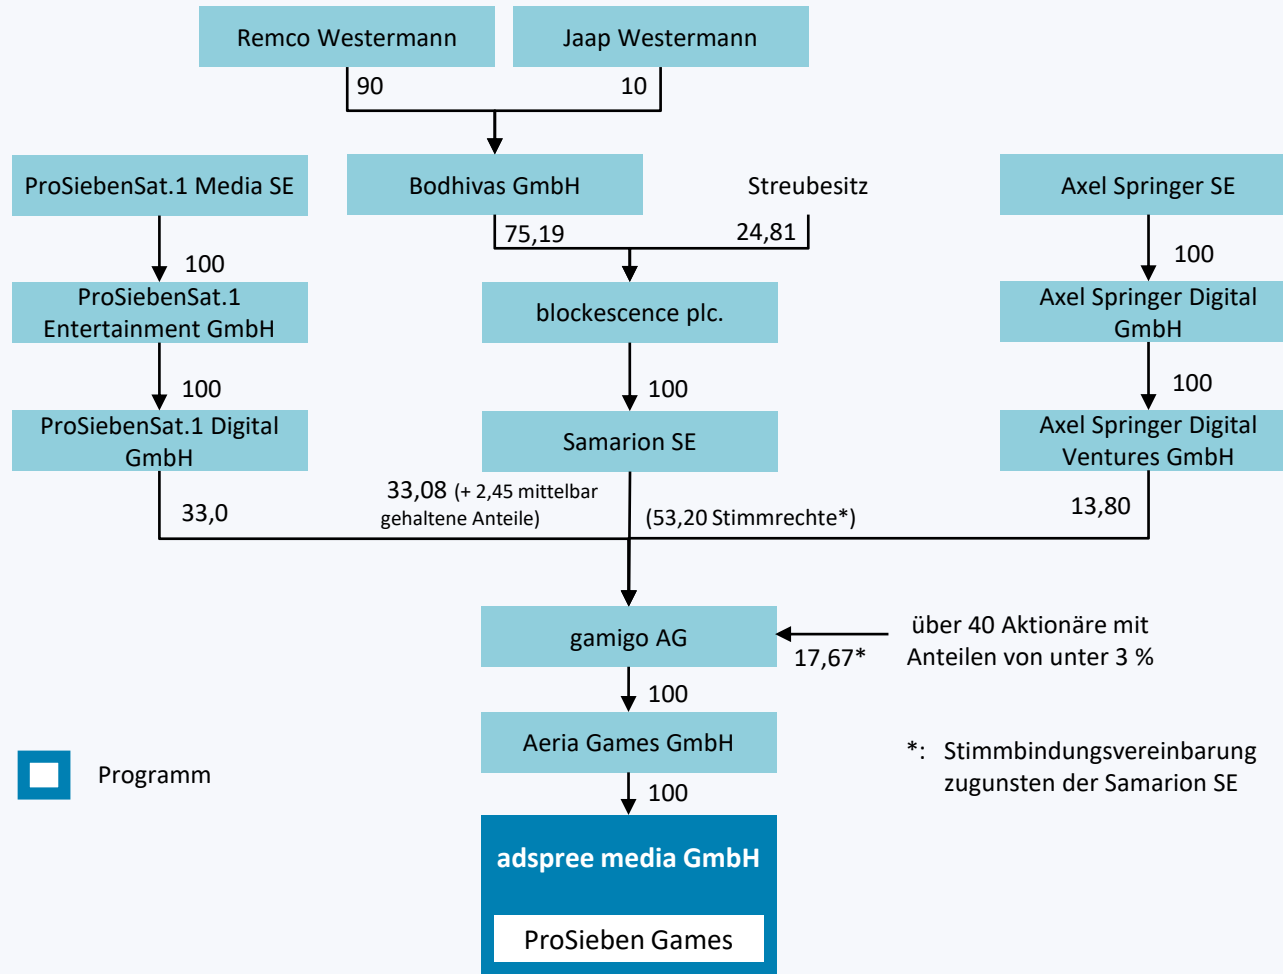 Remco Westermann
Jaap Westermann
90
10
ProSiebenSat.1 Media SE
Bodhivas GmbH
Streubesitz
Axel Springer SE
75,19
24,81
100
100
ProSiebenSat.1
Entertainment GmbH
blockescence plc.
Axel Springer Digital
GmbH
100
100
100
ProSiebenSat.1 Digital
GmbH
Samarion SE
Axel Springer Digital
Ventures GmbH
33,0
33,08 (+ 2,45 mittelbar
gehaltene Anteile)
(53,20 Stimmrechte*)
13,80
gamigo AG
17,67*
über 40 Aktionäre mit
Anteilen von unter 3 %
100
Aeria Games GmbH
Programm
*: Stimmbindungsvereinbarung
zugunsten der Samarion SE
100
adspree media GmbH
ProSieben Games